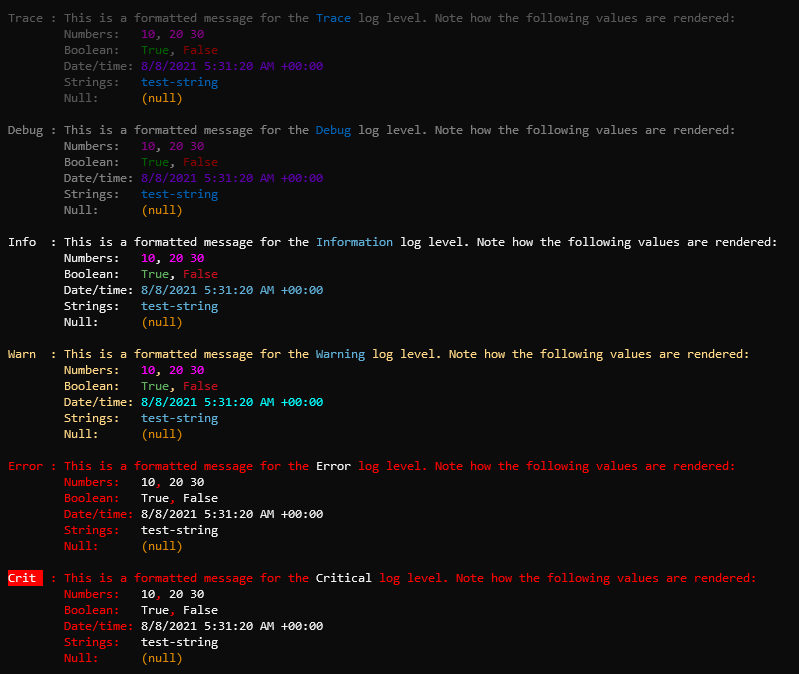 Trace : This is a formatted message for the Trace log level. Note how the following values are rendered:
        Numbers:   10, 20 30
        Boolean:   True, False
        Date/time: 8/8/2021 5:31:20 AM +00:00
        Strings:   test-string
        Null:      (null)

Debug : This is a formatted message for the Debug log level. Note how the following values are rendered:
        Numbers:   10, 20 30
        Boolean:   True, False
        Date/time: 8/8/2021 5:31:20 AM +00:00
        Strings:   test-string
        Null:      (null)

Info  : This is a formatted message for the Information log level. Note how the following values are rendered:
        Numbers:   10, 20 30
        Boolean:   True, False
        Date/time: 8/8/2021 5:31:20 AM +00:00
        Strings:   test-string
        Null:      (null)

Warn  : This is a formatted message for the Warning log level. Note how the following values are rendered:
        Numbers:   10, 20 30
        Boolean:   True, False
        Date/time: 8/8/2021 5:31:20 AM +00:00
        Strings:   test-string
        Null:      (null)

Error : This is a formatted message for the Error log level. Note how the following values are rendered:
        Numbers:   10, 20 30
        Boolean:   True, False
        Date/time: 8/8/2021 5:31:20 AM +00:00
        Strings:   test-string
        Null:      (null)

Crit  : This is a formatted message for the Critical log level. Note how the following values are rendered:
        Numbers:   10, 20 30
        Boolean:   True, False
        Date/time: 8/8/2021 5:31:20 AM +00:00
        Strings:   test-string
        Null:      (null)